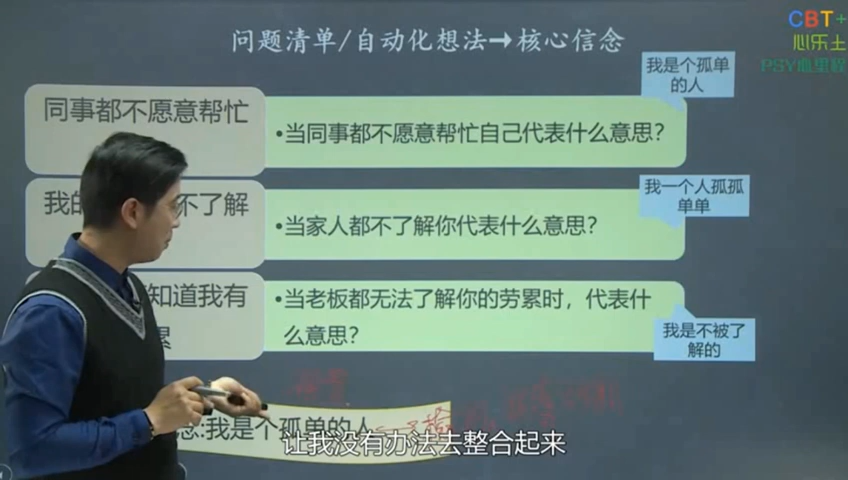 问题清单/自动化想法→核心信念
CBT+
心乐土
PSY心里程
我是个孤单
的人
同事都不愿意帮忙
•当同事都不愿意帮忙自己代表什么意思?
我一个人孤孤
单单
不了解
•当家人都不了解你代表什么意思?
知道我有
•当老板都无法了解你的劳累时，代表什
么意思?
我是不被了
解的
念:我是个孤单的人
让我没有办法去整合起来